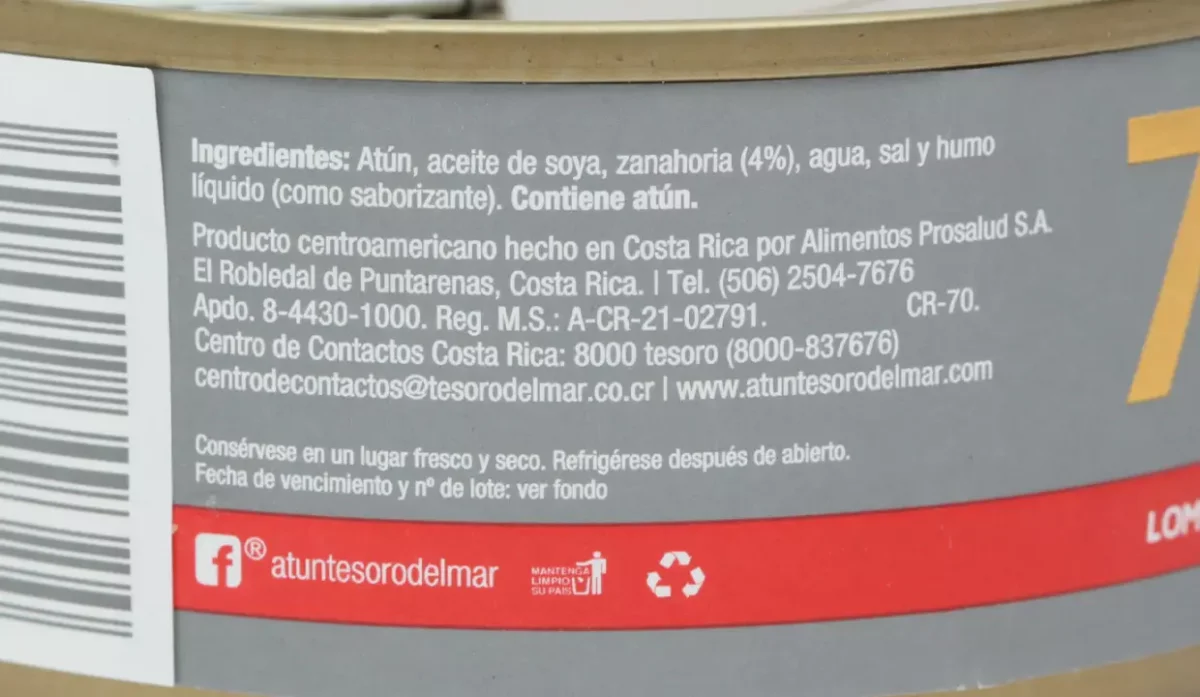 Ingredientes: Atún, aceite de soya, zanahoria (4%), agua, sal y humo
líquido (como saborizante). Contiene atún.
Producto centroamericano hecho en Costa Rica por Alimentos Prosalud S.A.
El Robledal de Puntarenas, Costa Rica. | Tel. (506) 2504-7676
Apdo. 8-4430-1000. Reg. M.S.: A-CR-21-02791. CR-70.
Centro de Contactos Costa Rica: 8000 tesoro (8000-837676)
centrodecontactos@tesorodelmar.co.cr | www.atuntesorodelmar.com
Consérvese en un lugar fresco y seco. Refrigérese después de abierto.
Fecha de vencimiento y nº de lote: ver fondo
f® atuntesorodelmar
MANTENGA
LIMPIO
SU PAIS
LOM
7